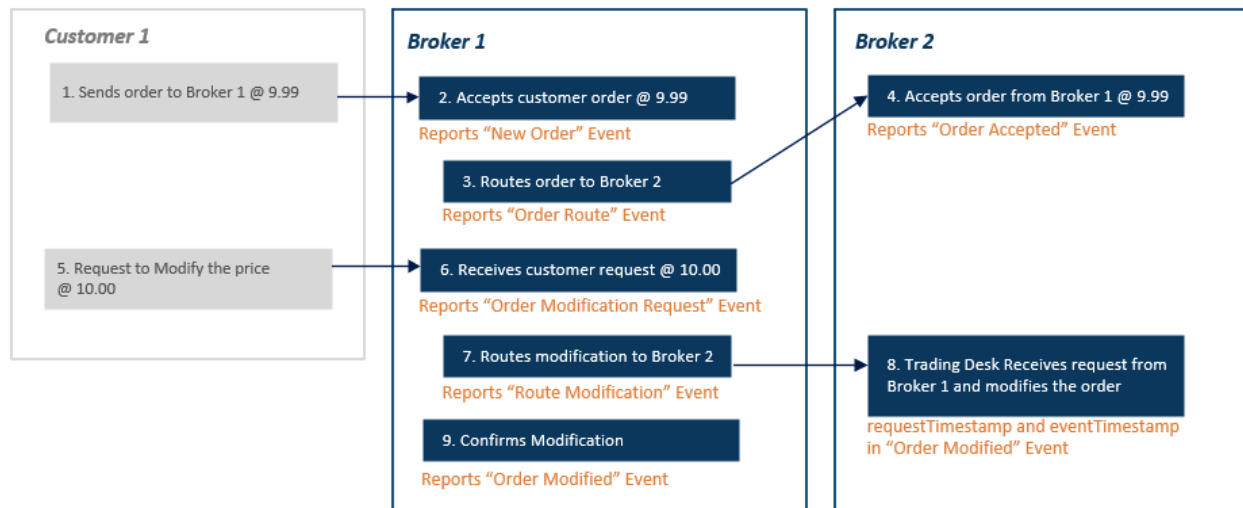 Customer 1
1. Sends order to Broker 1 @ 9.99
5. Request to Modify the price
@ 10.00
Broker 1
2. Accepts customer order @ 9.99
Reports “New Order” Event
3. Routes order to Broker 2
Reports “Order Route” Event
6. Receives customer request @ 10.00
Reports “Order Modification Request” Event
7. Routes modification to Broker 2
Reports “Route Modification” Event
9. Confirms Modification
Reports “Order Modified” Event
Broker 2
4. Accepts order from Broker 1 @ 9.99
Reports “Order Accepted” Event
8. Trading Desk Receives request from
Broker 1 and modifies the order
requestTimestamp and eventTimestamp
in “Order Modified” Event